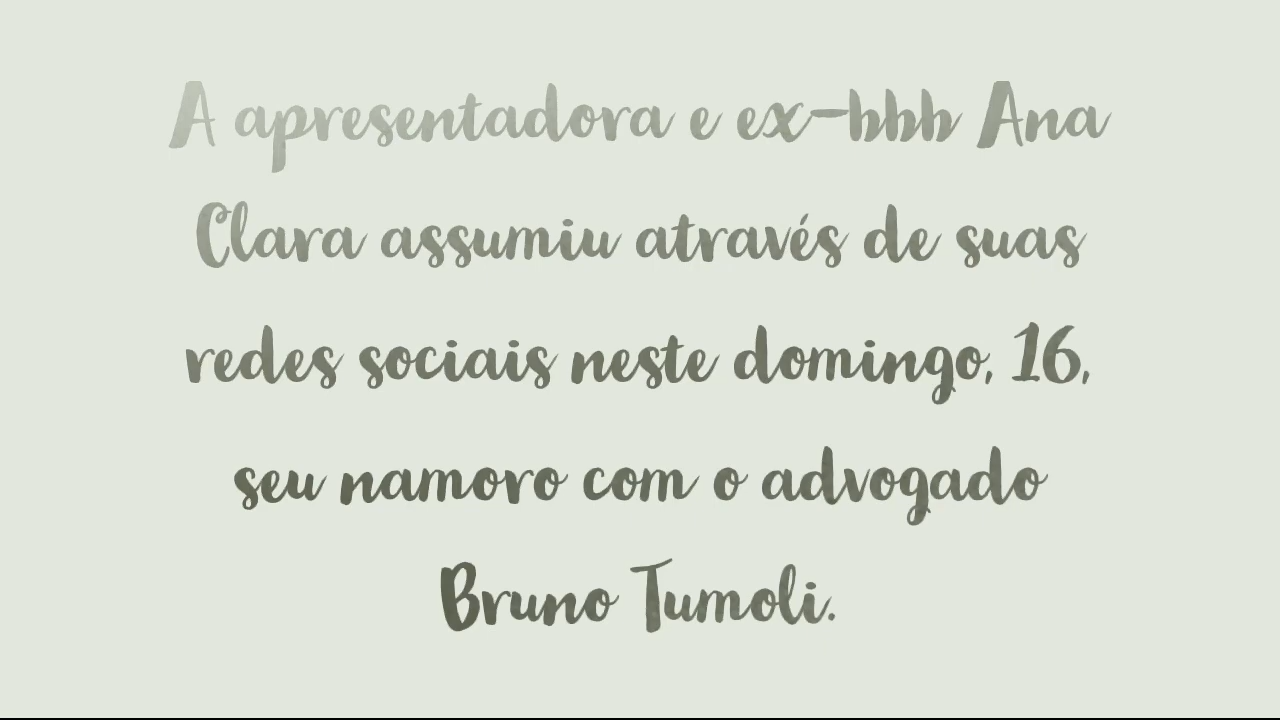 A apresentadora e ex-bbb Ana
Clara assumiu através de suas
redes sociais neste domingo, 16,
seu namoro com o advogado
Bruno Tumoli.